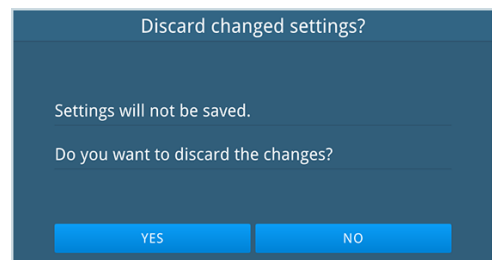 Discard changed settings?
Settings will not be saved.
Do you want to discard the changes?
YES
NO